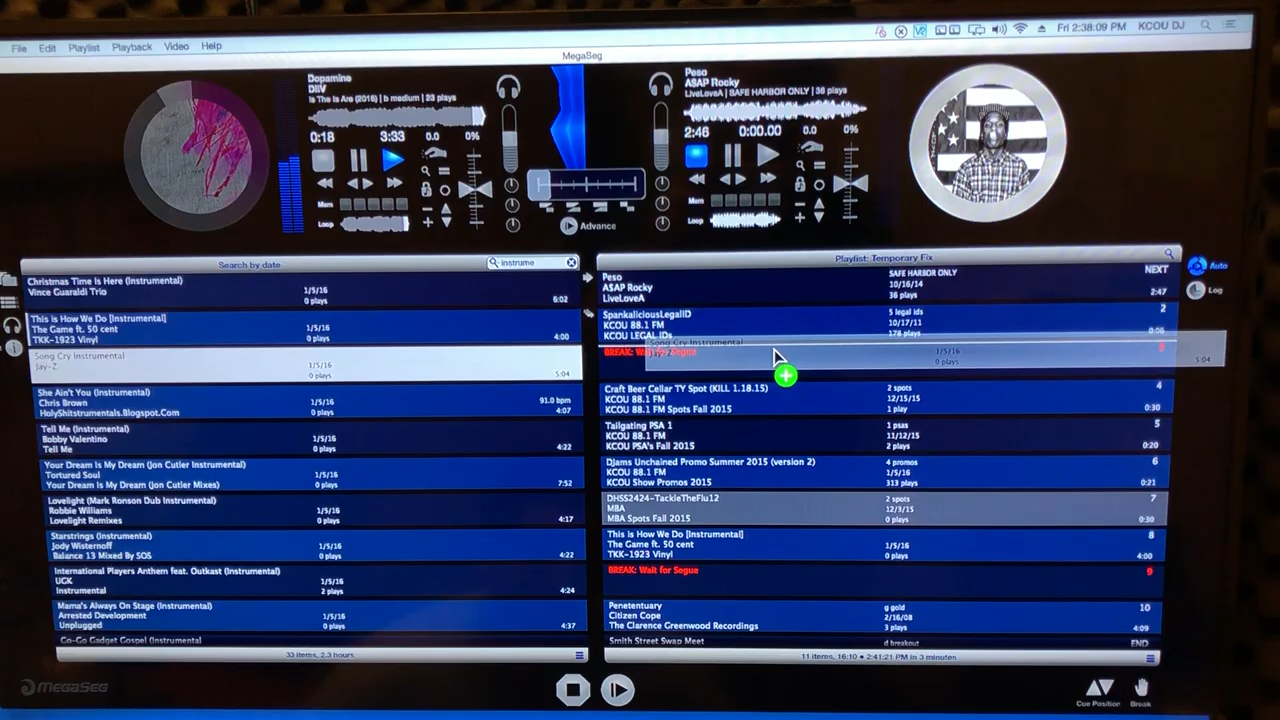 File Edit Playlist Playback Video Help
Fri 2:38:09 PM KCOU DJ
MegaSeg
Dopamine
DIIV
Is The Is Are (2016) | b medium | 23 plays
0:18 3:33 0.0 0%
Mem
Loop
Peso
A$AP Rocky
LiveLoveA | SAFE HARBOR ONLY | 36 plays
2:46 0:00.00 0.0 0%
Mem
Loop
Advance
Search by date
instrume
Christmas Time Is Here (Instrumental)
Vince Guaraldi Trio 1/5/16
0 plays 6:02
This is How We Do [Instrumental]
The Game ft. 50 cent 1/5/16
TKK-1923 Vinyl 0 plays 4:00
Song Cry Instrumental
Jay-Z 1/5/16
0 plays 5:04
She Ain't You (Instrumental)
Chris Brown 1/5/16 91.0 bpm
HolyShitstrumentals.Blogspot.Com 0 plays 4:07
Tell Me (Instrumental)
Bobby Valentino 1/5/16
Tell Me 0 plays 4:22
Your Dream Is My Dream (Jon Cutler Instrumental)
Tortured Soul 1/5/16
Your Dream Is My Dream (Jon Cutler Mixes) 0 plays 7:52
Lovelight (Mark Ronson Dub Instrumental)
Robbie Williams 1/5/16
Lovelight Remixes 0 plays 4:17
Starstrings (Instrumental)
Jody Wisternoff 1/5/16
Balance 13 Mixed By SOS 0 plays 4:22
International Players Anthem feat. Outkast (Instrumental)
UGK 1/5/16
Instrumental 2 plays 4:24
Mama's Always On Stage (Instrumental)
Arrested Development 1/5/16
Unplugged 0 plays 4:37
Go-Go Gadget Gospel (Instrumental
33 items, 2.3 hours
Playlist: Temporary Fix
Peso SAFE HARBOR ONLY NEXT
A$AP Rocky 10/16/14
LiveLoveA 36 plays 2:47
SpankaliciousLegalID 5 legal ids 2
KCOU 88.1 FM 10/17/11
KCOU LEGAL IDs 178 plays 0:06
BREAK: Wait for Segue
Song Cry Instrumental
Jay-Z 1/5/16
0 plays 5:04
Craft Beer Cellar TY Spot (KILL 1.18.15) 2 spots 4
KCOU 88.1 FM 12/15/15
KCOU 88.1 FM Spots Fall 2015 1 play 0:30
Tailgating PSA 1 1 psas 5
KCOU 88.1 FM 11/12/15
KCOU PSA's Fall 2015 2 plays 0:20
DJams Unchained Promo Summer 2015 (version 2) 4 promos 6
KCOU 88.1 FM 1/5/16
KCOU Show Promos 2015 313 plays 0:21
DHSS2424-TackleTheFlu12 2 spots 7
MBA 12/3/15
MBA Spots Fall 2015 0 plays 0:30
This is How We Do [Instrumental] 8
The Game ft. 50 cent 1/5/16
TKK-1923 Vinyl 0 plays 4:00
BREAK: Wait for Segue 9
Penetentuary g gold 10
Citizen Cope 2/16/08
The Clarence Greenwood Recordings 3 plays 4:09
Smith Street Swap Meet d breakout END
11 items, 16:10 • 2:41:21 PM in 3 minutes
Auto
Log
MEGASEG
Cue Position Break